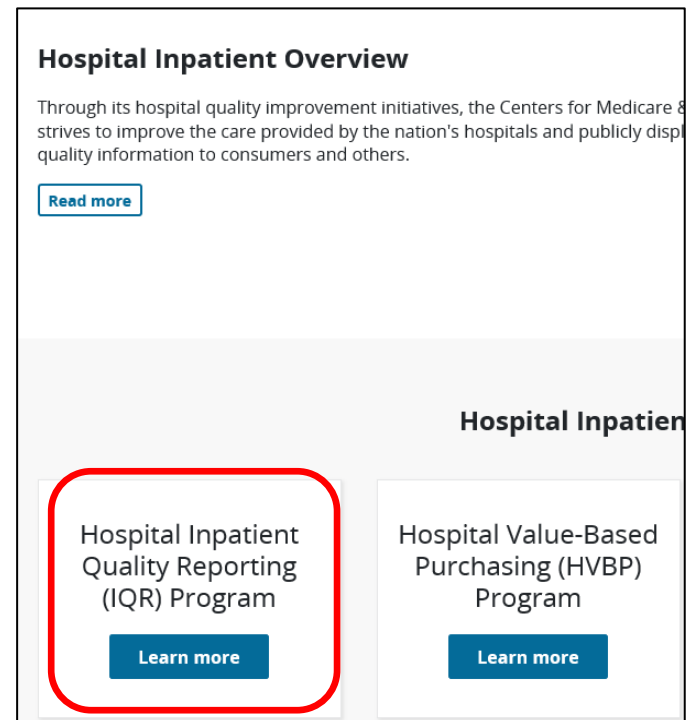 Hospital Inpatient Overview
Through its hospital quality improvement initiatives, the Centers for Medicare &
strives to improve the care provided by the nation's hospitals and publicly displ
quality information to consumers and others.
Read more
Hospital Inpatien
Hospital Inpatient
Quality Reporting
(IQR) Program
Learn more
Hospital Value-Based
Purchasing (HVBP)
Program
Learn more